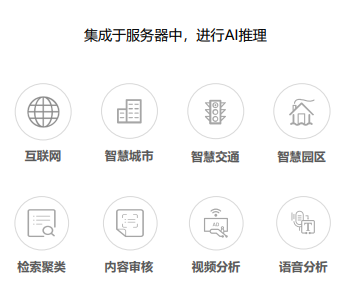 集成于服务器中，进行AI推理
互联网 智慧城市 智慧交通 智慧园区
检索聚类 内容审核 视频分析 语音分析